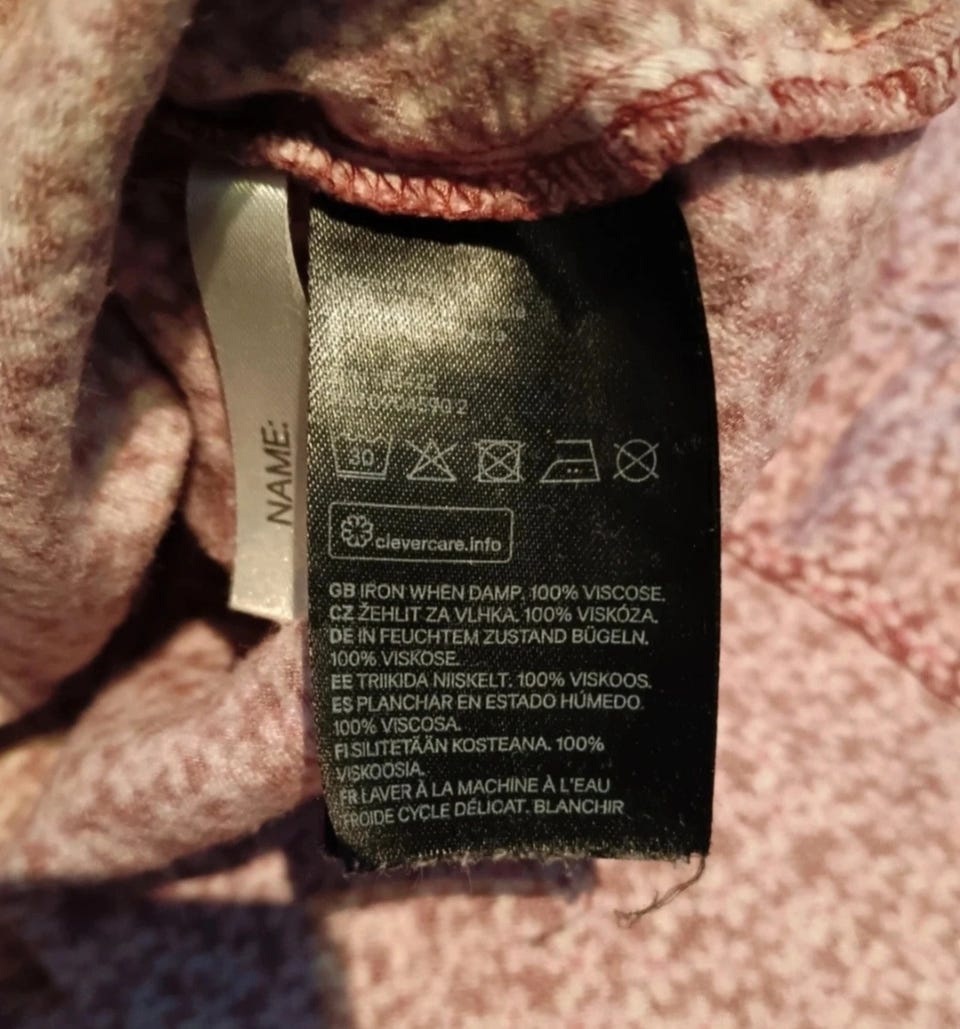 NAME:
30
clevercare.info
GB IRON WHEN DAMP. 100% VISCOSE.
CZ ŽEHLIT ZA VLHKA. 100% VISKÓZA.
DE IN FEUCHTEM ZUSTAND BÜGELN.
100% VISKOSE.
EE TRIIKIDA NIISKELT. 100% VISKOOS.
ES PLANCHAR EN ESTADO HÚMEDO.
100% VISCOSA.
FI SILITETÄÄN KOSTEANA. 100%
VISKOOSIA.
FR LAVER À LA MACHINE À L'EAU
FROIDE CYCLE DÉLICAT. BLANCHIR